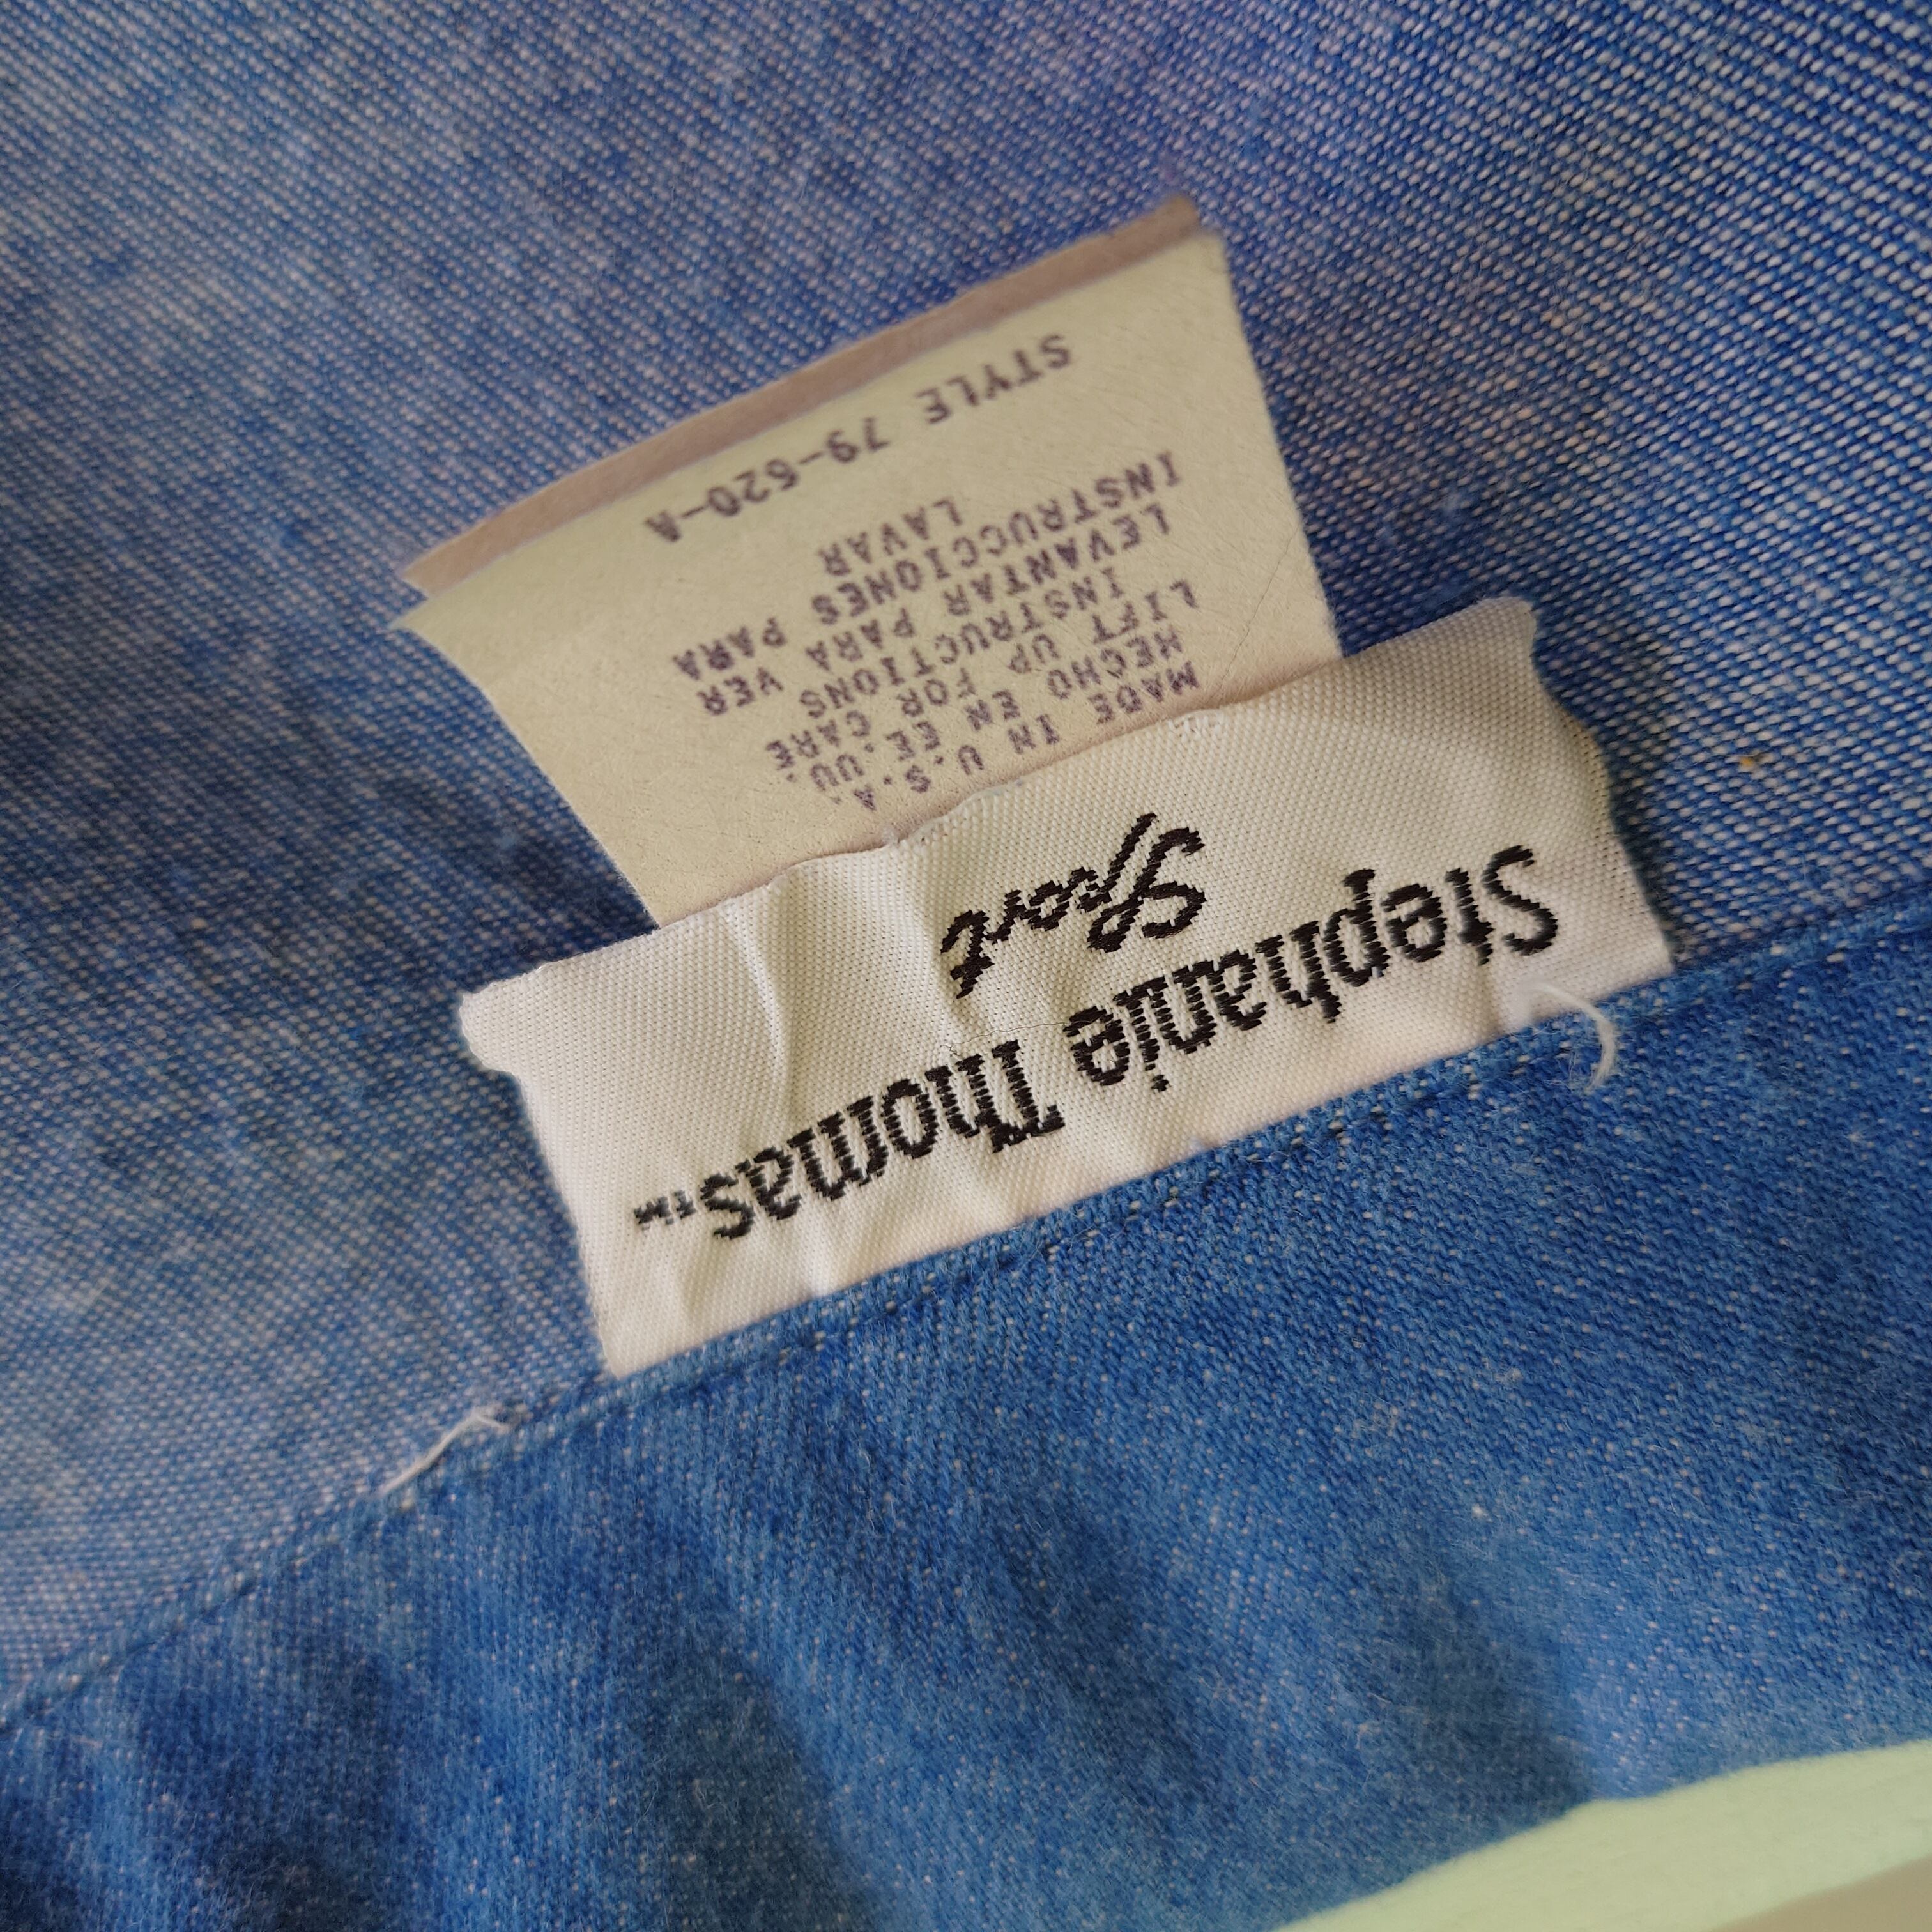 Stephanie Thomas™
Sport
MADE IN U.S.A.
HECHO EN EE.UU.
LIFT UP FOR CARE
INSTRUCTIONS
LEVANTAR PARA VER
INSTRUCCIONES PARA
LAVAR
STYLE 79-620-A